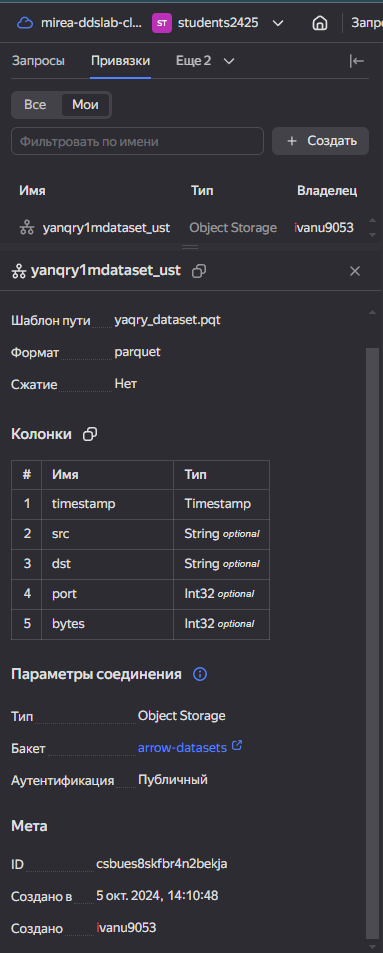 mirea-ddslab-cl... ST students2425 Запро
Запросы Привязки Еще 2
Все Мои
Фильтровать по имени + Создать
Имя Тип Владелец
yanqry1mdataset_ust Object Storage ivanu9053
yanqry1mdataset_ust
Шаблон пути yaqry_dataset.pqt
Формат parquet
Сжатие Нет
Колонки
# Имя Тип
1 timestamp Timestamp
2 src String optional
3 dst String optional
4 port Int32 optional
5 bytes Int32 optional
Параметры соединения
Тип Object Storage
Бакет arrow-datasets
Аутентификация Публичный
Мета
ID csbues8skfbr4n2bekja
Создано в 5 окт. 2024, 14:10:48
Создано ivanu9053